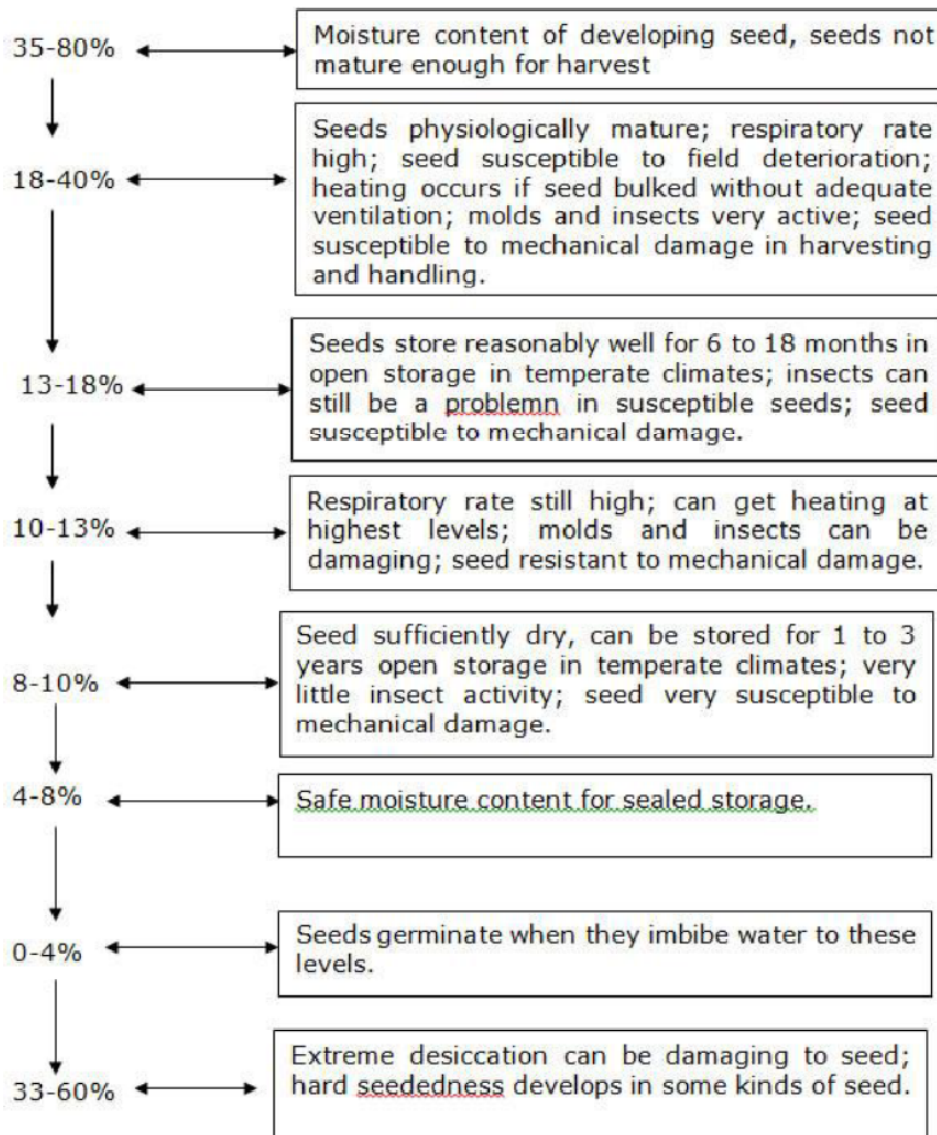 35-80%
Moisture content of developing seed, seeds not
mature enough for harvest
18-40%
Seeds physiologically mature; respiratory rate
high; seed susceptible to field deterioration;
heating occurs if seed bulked without adequate
ventilation; molds and insects very active; seed
susceptible to mechanical damage in harvesting
and handling.
13-18%
Seeds store reasonably well for 6 to 18 months in
open storage in temperate climates; insects can
still be a problemn in susceptible seeds; seed
susceptible to mechanical damage.
10-13%
Respiratory rate still high; can get heating at
highest levels; molds and insects can be
damaging; seed resistant to mechanical damage.
8-10%
Seed sufficiently dry, can be stored for 1 to 3
years open storage in temperate climates; very
little insect activity; seed very susceptible to
mechanical damage.
4-8%
Safe moisture content for sealed storage.
0-4%
Seeds germinate when they imbibe water to these
levels.
33-60%
Extreme desiccation can be damaging to seed;
hard seededness develops in some kinds of seed.